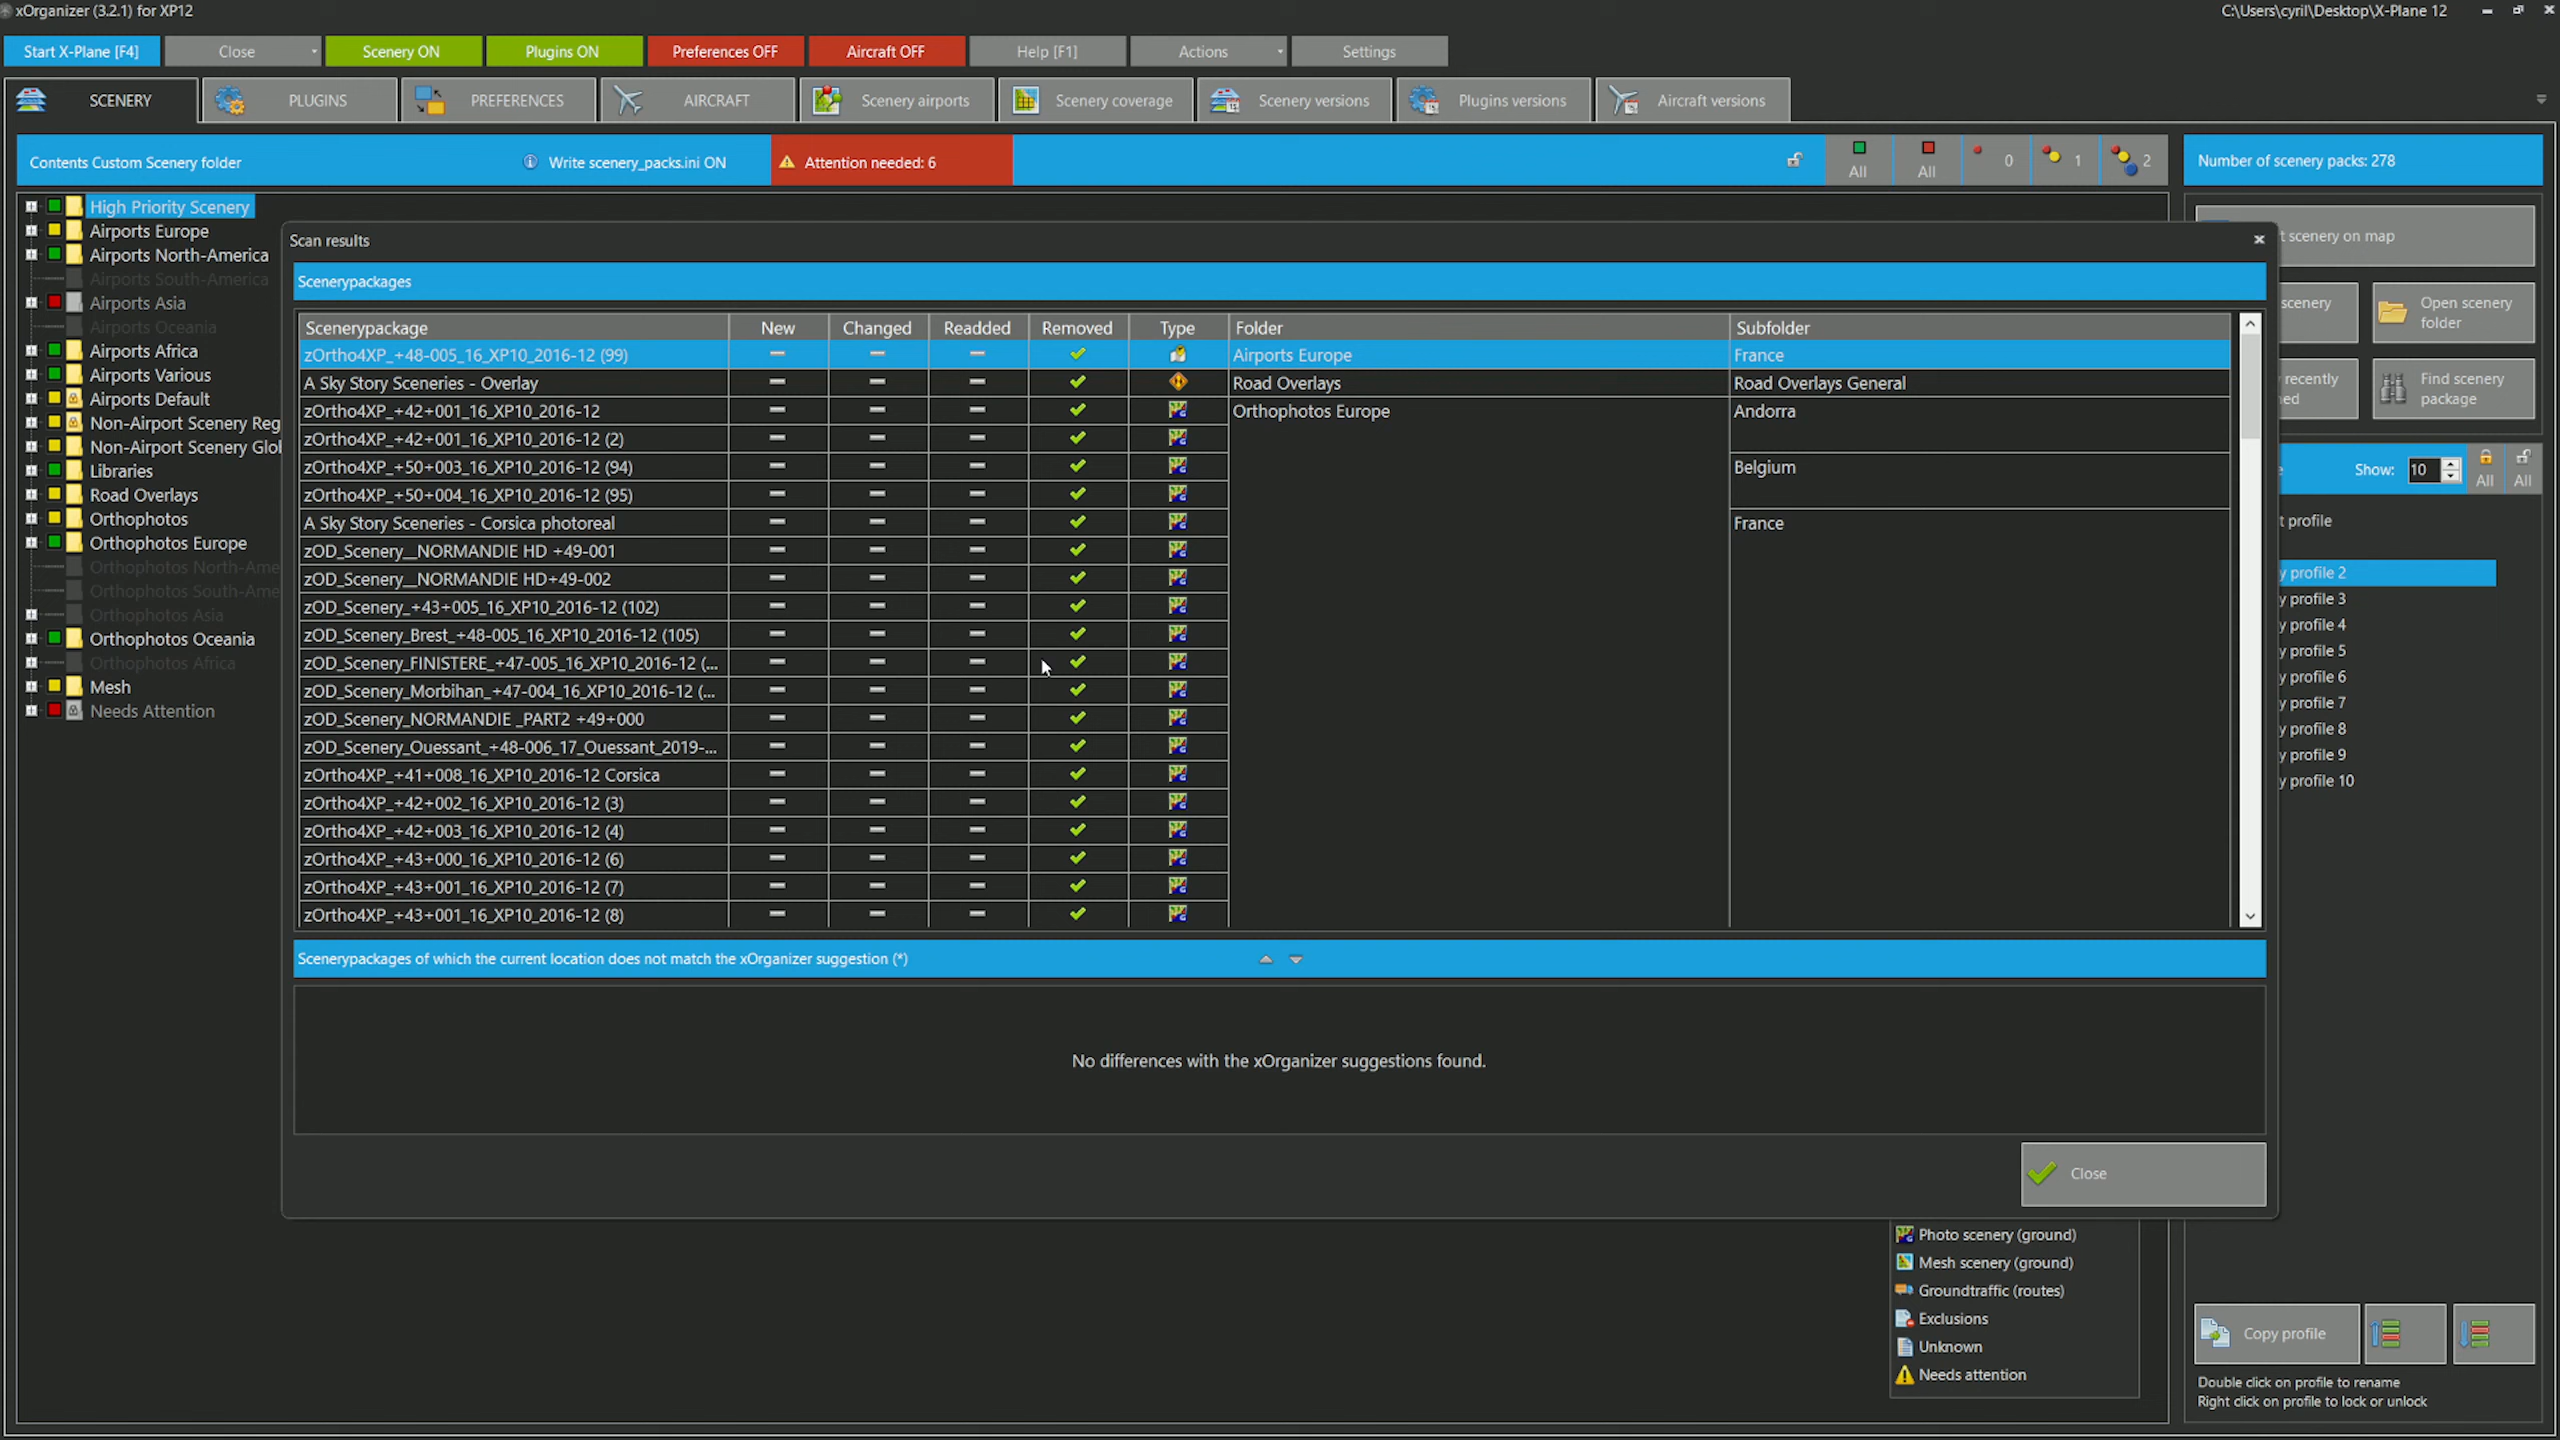 xOrganizer (3.2.1) for XP12
C:\Users\cyril\Desktop\X-Plane 12
Start X-Plane [F4]
Close
Scenery ON
Plugins ON
Preferences OFF
Aircraft OFF
Help [F1]
Actions
Settings
SCENERY
PLUGINS
PREFERENCES
AIRCRAFT
Scenery airports
Scenery coverage
Scenery versions
Plugins versions
Aircraft versions
Contents Custom Scenery folder
Write scenery_packs.ini ON
Attention needed: 6
All
All
0
1
2
Number of scenery packs: 278
High Priority Scenery
Airports Europe
Airports North-America
Airports South-America
Airports Asia
Airports Oceania
Airports Africa
Airports Various
Airports Default
Non-Airport Scenery Reg
Non-Airport Scenery Glo
Libraries
Road Overlays
Orthophotos
Orthophotos Europe
Orthophotos North-Ame
Orthophotos South-Ame
Orthophotos Asia
Orthophotos Oceania
Orthophotos Africa
Mesh
Needs Attention
Scan results
Scenerypackages
Scenerypackage New Changed Readded Removed Type Folder Subfolder
zOrtho4XP_+48-005_16_XP10_2016-12 (99) Airports Europe France
A Sky Story Sceneries - Overlay Road Overlays Road Overlays General
zOrtho4XP_+42+001_16_XP10_2016-12 Orthophotos Europe Andorra
zOrtho4XP_+42+001_16_XP10_2016-12 (2)
zOrtho4XP_+50+003_16_XP10_2016-12 (94) Belgium
zOrtho4XP_+50+004_16_XP10_2016-12 (95)
A Sky Story Sceneries - Corsica photoreal France
zOD_Scenery__NORMANDIE HD +49-001
zOD_Scenery__NORMANDIE HD+49-002
zOD_Scenery_+43+005_16_XP10_2016-12 (102)
zOD_Scenery_Brest_+48-005_16_XP10_2016-12 (105)
zOD_Scenery_FINISTERE_+47-005_16_XP10_2016-12 (...
zOD_Scenery_Morbihan_+47-004_16_XP10_2016-12 (...
zOD_Scenery_NORMANDIE _PART2 +49+000
zOD_Scenery_Ouessant_+48-006_17_Ouessant_2019-...
zOrtho4XP_+41+008_16_XP10_2016-12 Corsica
zOrtho4XP_+42+002_16_XP10_2016-12 (3)
zOrtho4XP_+42+003_16_XP10_2016-12 (4)
zOrtho4XP_+43+000_16_XP10_2016-12 (6)
zOrtho4XP_+43+001_16_XP10_2016-12 (7)
zOrtho4XP_+43+001_16_XP10_2016-12 (8)
Scenerypackages of which the current location does not match the xOrganizer suggestion (*)
No differences with the xOrganizer suggestions found.
Close
t scenery on map
scenery
Open scenery
folder
recently
ed
Find scenery
package
Show: 10
All
All
t profile
y profile 2
y profile 3
y profile 4
y profile 5
y profile 6
y profile 7
y profile 8
y profile 9
y profile 10
Photo scenery (ground)
Mesh scenery (ground)
Groundtraffic (routes)
Exclusions
Unknown
Needs attention
Copy profile
Double click on profile to rename
Right click on profile to lock or unlock